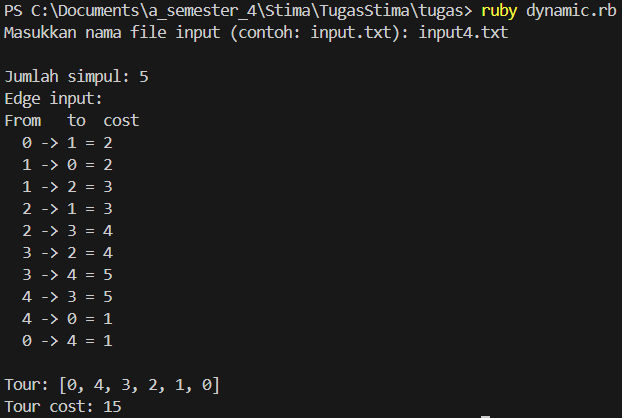 PS C:\Documents\a_semester_4\Stima\TugasStima\tugas> ruby dynamic.rb
Masukkan nama file input (contoh: input.txt): input4.txt
Jumlah simpul: 5
Edge input:
From to cost
0 -> 1 = 2
1 -> 0 = 2
1 -> 2 = 3
2 -> 1 = 3
2 -> 3 = 4
3 -> 2 = 4
3 -> 4 = 5
4 -> 3 = 5
4 -> 0 = 1
0 -> 4 = 1
Tour: [0, 4, 3, 2, 1, 0]
Tour cost: 15